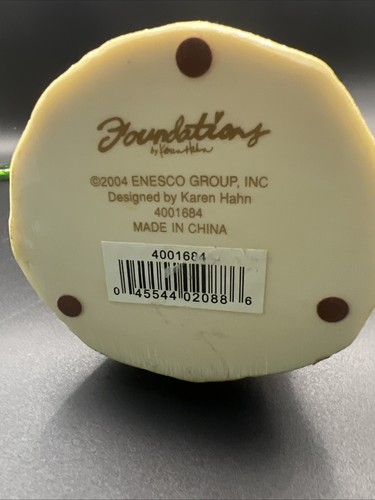 Foundations
by Karen Hahn
©2004 ENESCO GROUP, INC
Designed by Karen Hahn
4001684
MADE IN CHINA
4001684
0 45544 02088 6